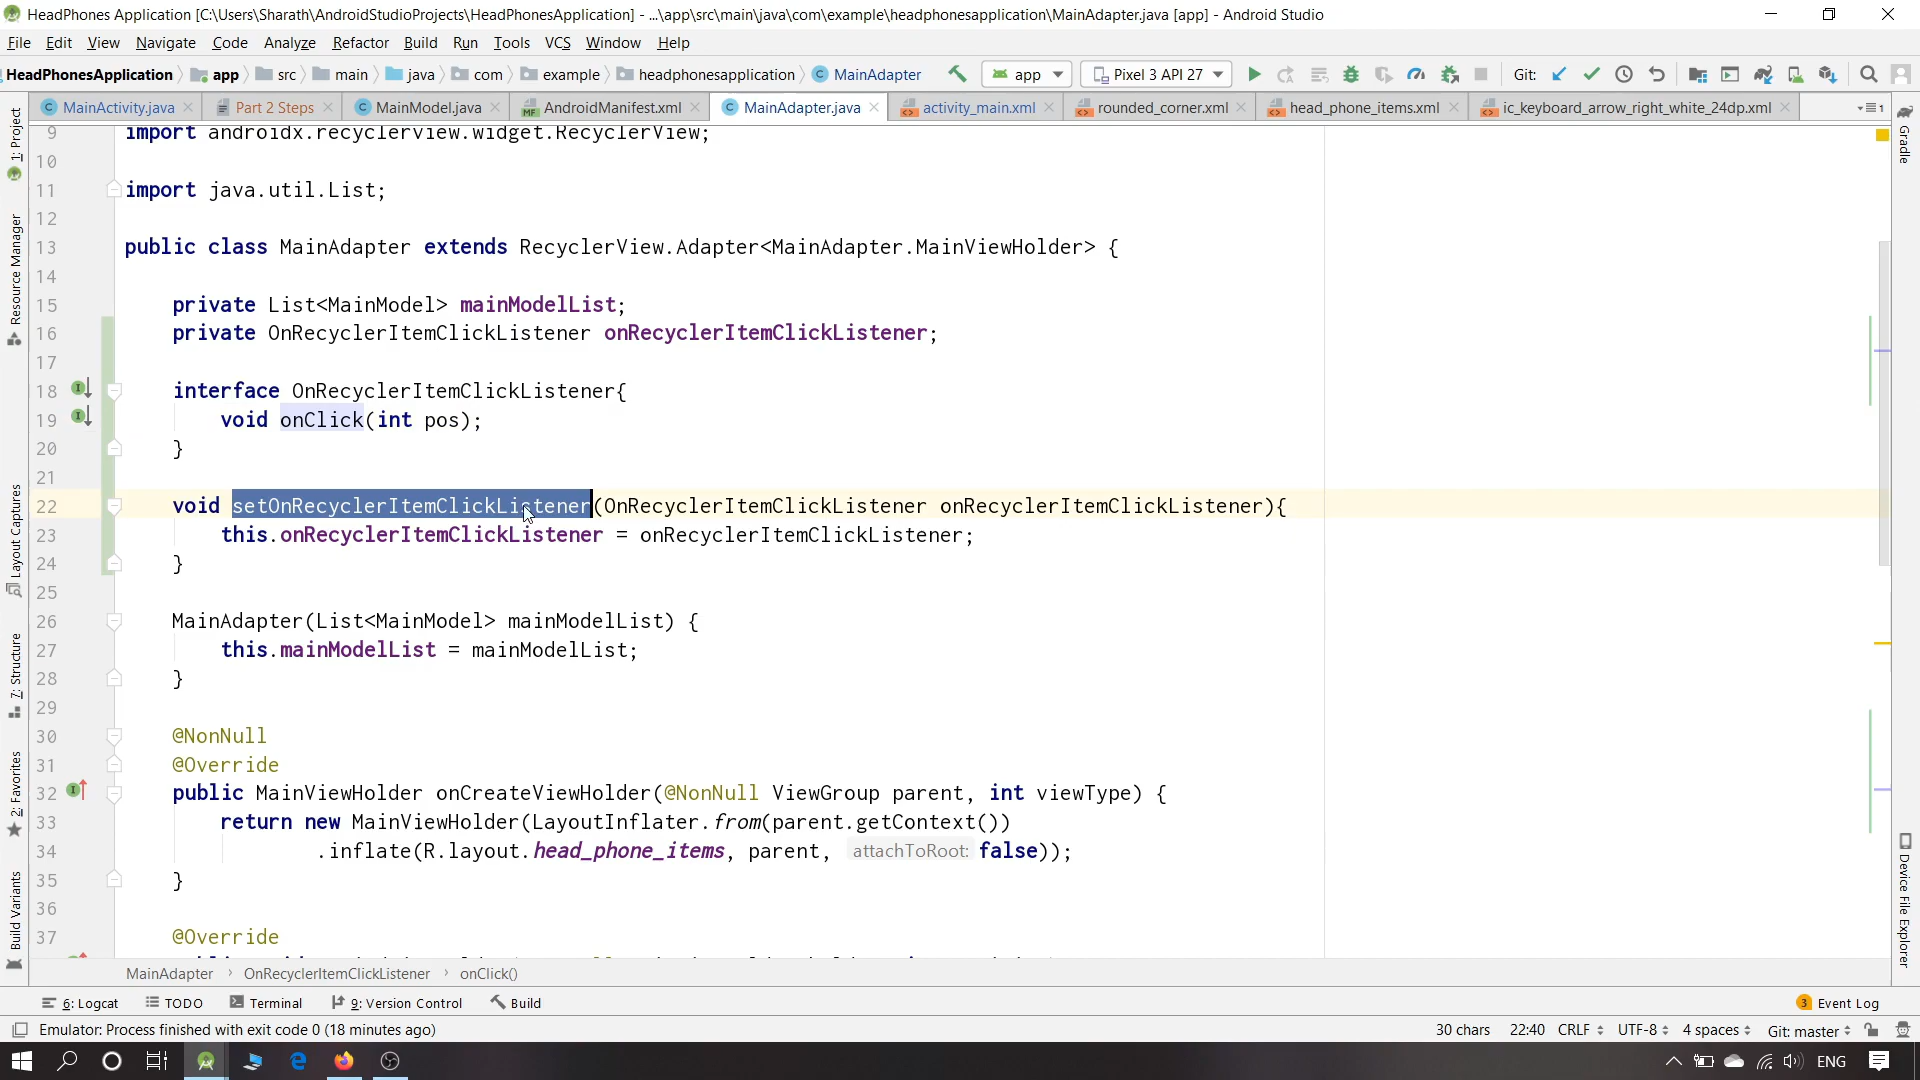 HeadPhones Application [C:\Users\Sharath\AndroidStudioProjects\HeadPhonesApplication] - ...\app\src\main\java\com\example\headphonesapplication\MainAdapter.java [app] - Android Studio
File Edit View Navigate Code Analyze Refactor Build Run Tools VCS Window Help
HeadPhonesApplication app src main java com example headphonesapplication MainAdapter app Pixel 3 API 27 Git:
MainActivity.java Part 2 Steps MainModel.java AndroidManifest.xml MainAdapter.java activity_main.xml rounded_corner.xml head_phone_items.xml ic_keyboard_arrow_right_white_24dp.xml 1
1: Project
Resource Manager
Layout Captures
7: Structure
2: Favorites
Build Variants
Gradle
Device File Explorer
9 import androidx.recyclerview.widget.RecyclerView;
10
11 import java.util.List;
12
13 public class MainAdapter extends RecyclerView.Adapter<MainAdapter.MainViewHolder> {
14
15 private List<MainModel> mainModelList;
16 private OnRecyclerItemClickListener onRecyclerItemClickListener;
17
18 interface OnRecyclerItemClickListener{
19 void onClick(int pos);
20 }
21
22 void setOnRecyclerItemClickListener(OnRecyclerItemClickListener onRecyclerItemClickListener){
23 this.onRecyclerItemClickListener = onRecyclerItemClickListener;
24 }
25
26 MainAdapter(List<MainModel> mainModelList) {
27 this.mainModelList = mainModelList;
28 }
29
30 @NonNull
31 @Override
32 public MainViewHolder onCreateViewHolder(@NonNull ViewGroup parent, int viewType) {
33 return new MainViewHolder(LayoutInflater.from(parent.getContext())
34 .inflate(R.layout.head_phone_items, parent, attachToRoot: false));
35 }
36
37 @Override
MainAdapter › OnRecyclerItemClickListener › onClick()
6: Logcat TODO Terminal 9: Version Control Build 3 Event Log
Emulator: Process finished with exit code 0 (18 minutes ago) 30 chars 22:40 CRLF UTF-8 4 spaces Git: master
ENG